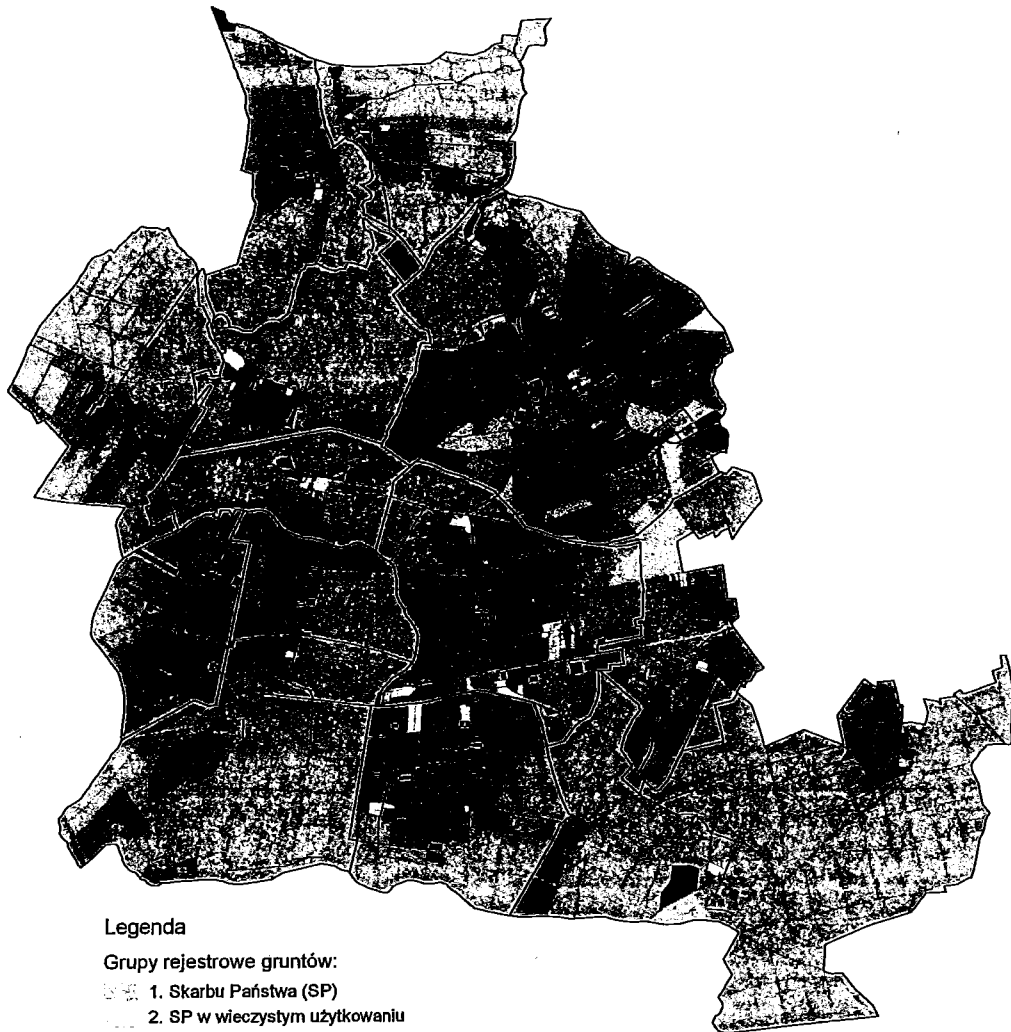 Legenda
Grupy rejestrowe gruntów:
1. Skarbu Państwa (SP)
2. SP w wieczystym użytkowaniu